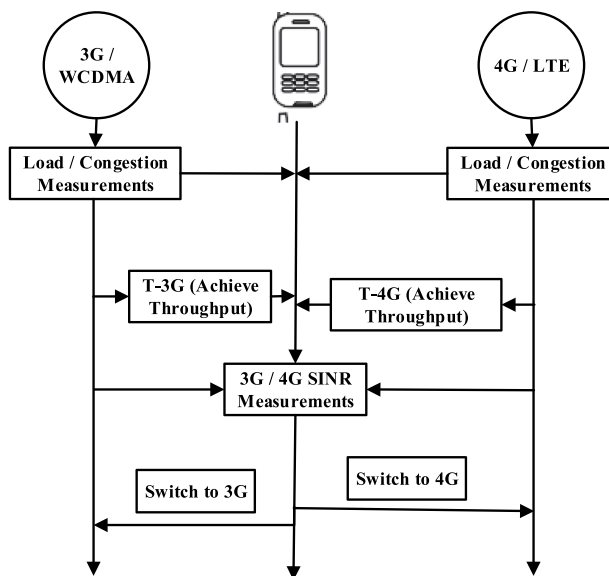 3G /
WCDMA
4G / LTE
Load / Congestion
Measurements
Load / Congestion
Measurements
T-3G (Achieve
Throughput)
T-4G (Achieve
Throughput)
3G / 4G SINR
Measurements
Switch to 3G
Switch to 4G